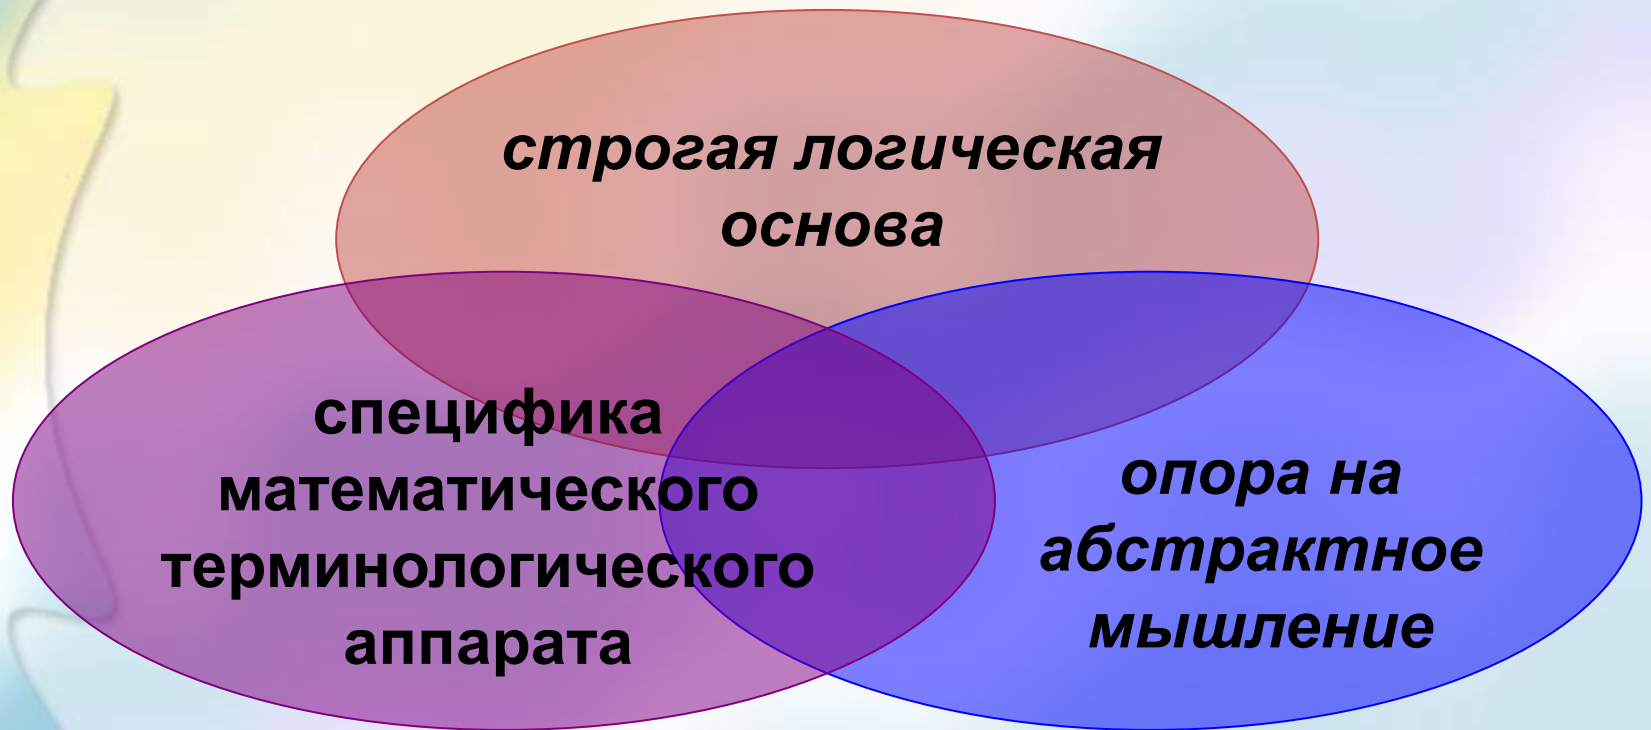 строгая логическая
основа
специфика
математического
терминологического
аппарата
опора на
абстрактное
мышление